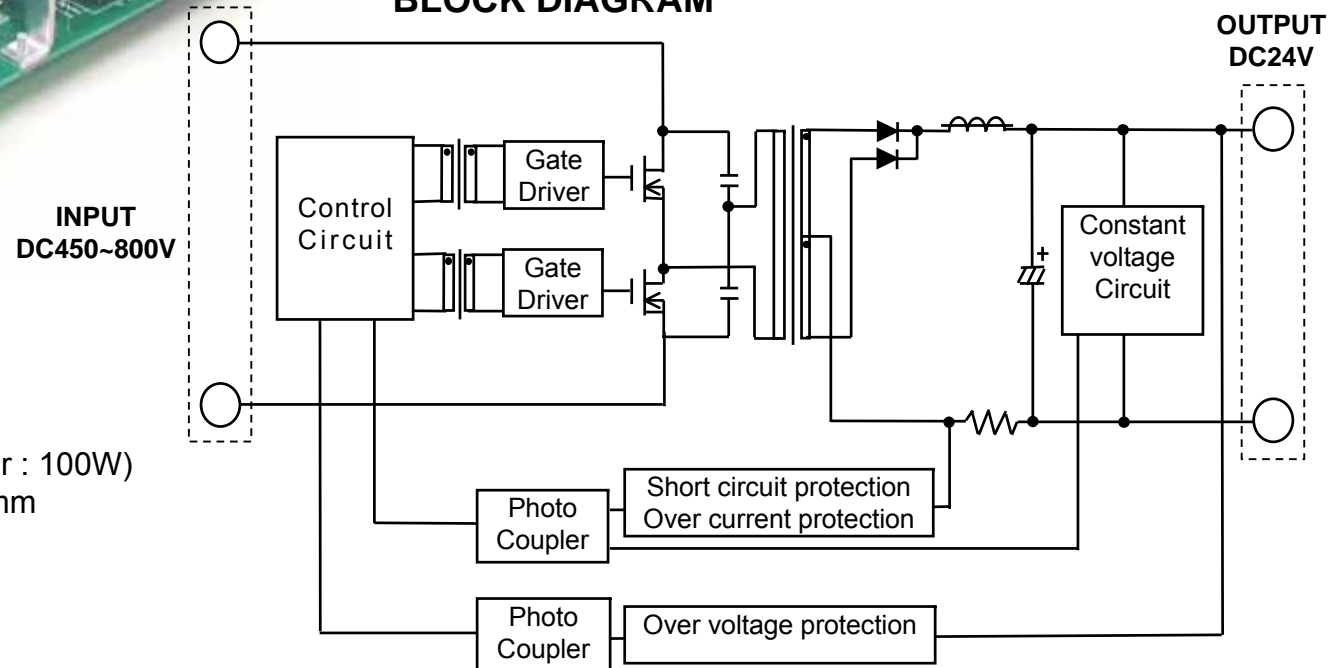 BLOCK DIAGRAM
OUTPUT
DC24V
INPUT
DC450~800V
Control
Circuit
Gate
Driver
Gate
Driver
Constant
voltage
Circuit
+
r : 100W)
mm
Photo
Coupler
Short circuit protection
Over current protection
Photo
Coupler
Over voltage protection